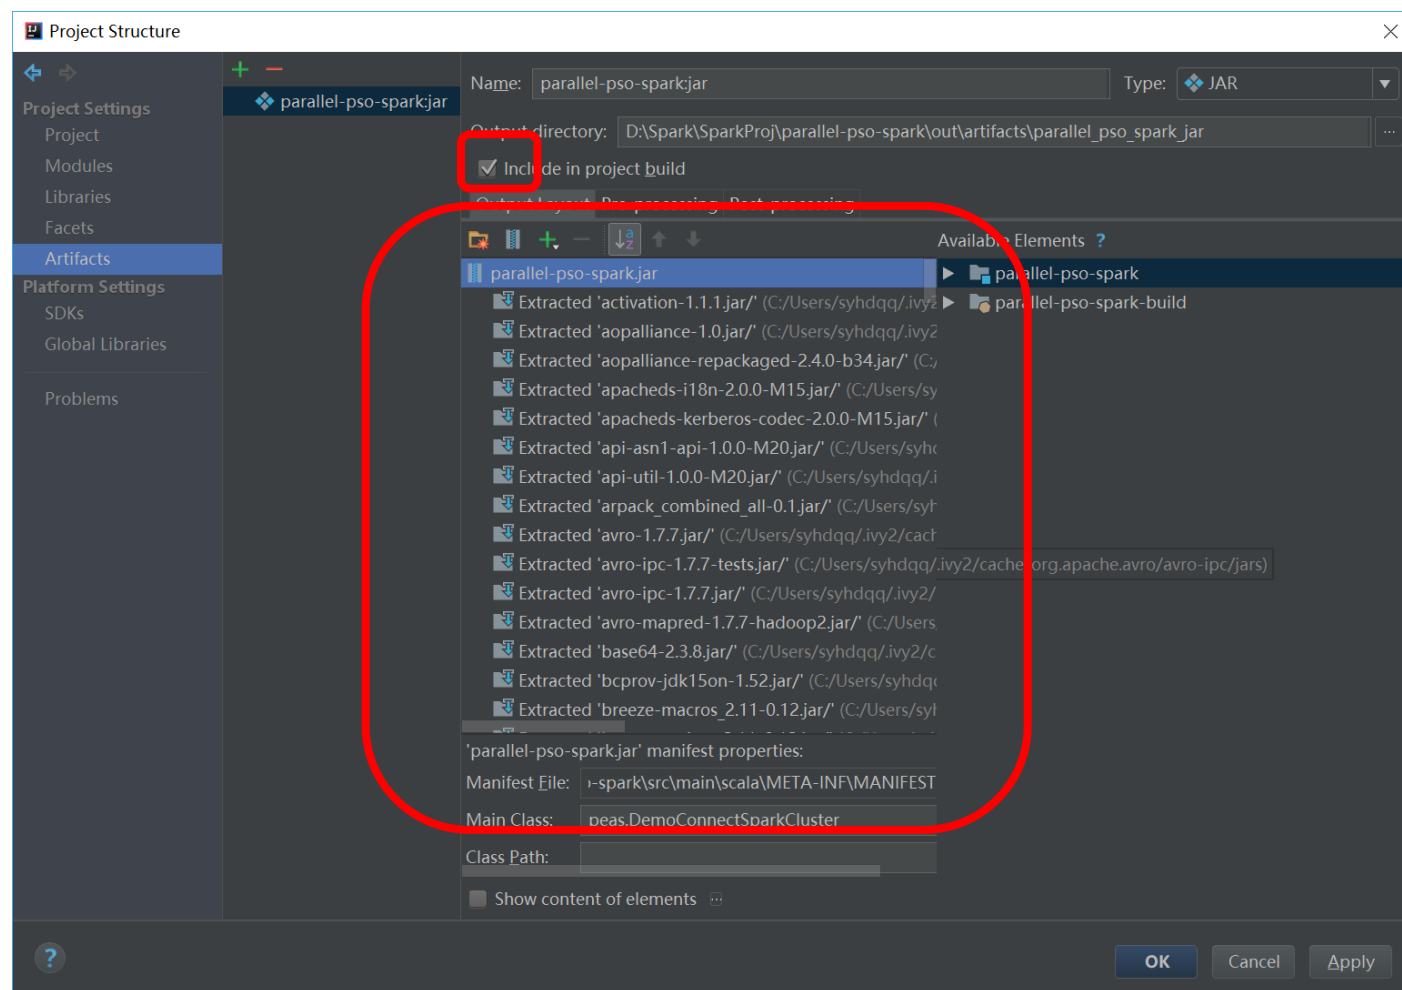 Project Structure
Project Settings
Project
Modules
Libraries
Facets
Artifacts
Platform Settings
SDKs
Global Libraries
Problems
parallel-pso-spark:jar
Name: parallel-pso-spark:jar Type: JAR
Output directory: D:\Spark\SparkProj\parallel-pso-spark\out\artifacts\parallel_pso_spark_jar ...
Include in project build
Output Layout Pre-processing Post-processing
Available Elements ?
parallel-pso-spark.jar
Extracted 'activation-1.1.1.jar/' (C:/Users/syhdqq/.ivy2
Extracted 'aopalliance-1.0.jar/' (C:/Users/syhdqq/.ivy2
Extracted 'aopalliance-repackaged-2.4.0-b34.jar/' (C:/
Extracted 'apacheds-i18n-2.0.0-M15.jar/' (C:/Users/sy
Extracted 'apacheds-kerberos-codec-2.0.0-M15.jar/' (
Extracted 'api-asn1-api-1.0.0-M20.jar/' (C:/Users/syhd
Extracted 'api-util-1.0.0-M20.jar/' (C:/Users/syhdqq/.i
Extracted 'arpack_combined_all-0.1.jar/' (C:/Users/syh
Extracted 'avro-1.7.7.jar/' (C:/Users/syhdqq/.ivy2/cach
Extracted 'avro-ipc-1.7.7-tests.jar/' (C:/Users/syhdqq/.ivy2/cache/org.apache.avro/avro-ipc/jars)
Extracted 'avro-ipc-1.7.7.jar/' (C:/Users/syhdqq/.ivy2/
Extracted 'avro-mapred-1.7.7-hadoop2.jar/' (C:/Users
Extracted 'base64-2.3.8.jar/' (C:/Users/syhdqq/.ivy2/c
Extracted 'bcprov-jdk15on-1.52.jar/' (C:/Users/syhdq
Extracted 'breeze-macros_2.11-0.12.jar/' (C:/Users/syh
parallel-pso-spark
parallel-pso-spark-build
'parallel-pso-spark.jar' manifest properties:
Manifest File: -spark\src\main\scala\META-INF\MANIFEST
Main Class: peas.DemoConnectSparkCluster
Class Path:
Show content of elements ...
? OK Cancel Apply